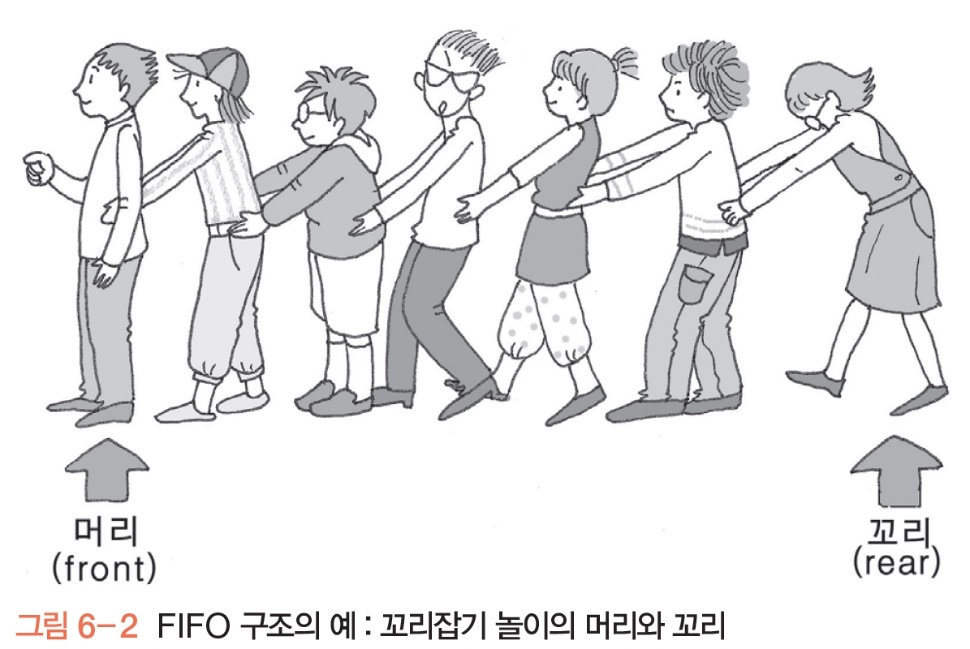 머리
(front)
꼬리
(rear)
그림 6-2 FIFO 구조의 예 : 꼬리잡기 놀이의 머리와 꼬리